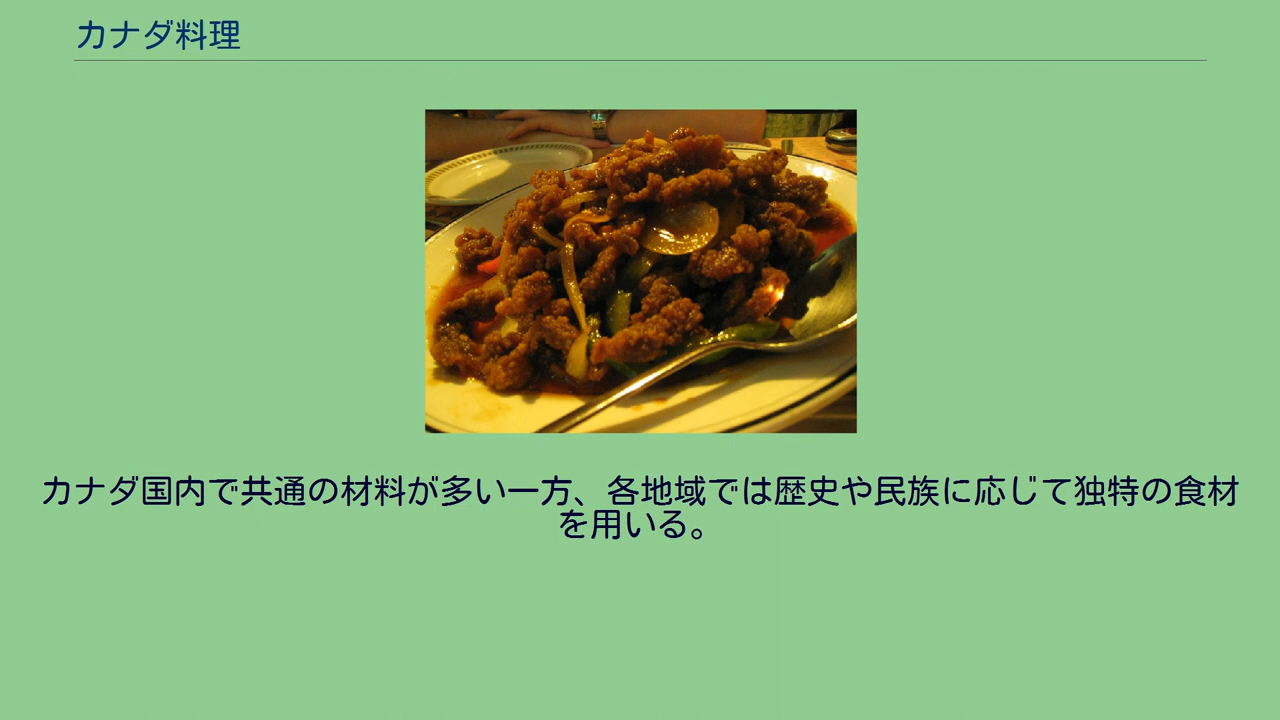 カナダ料理
カナダ国内で共通の材料が多い一方、各地域では歴史や民族に応じて独特の食材
を用いる。